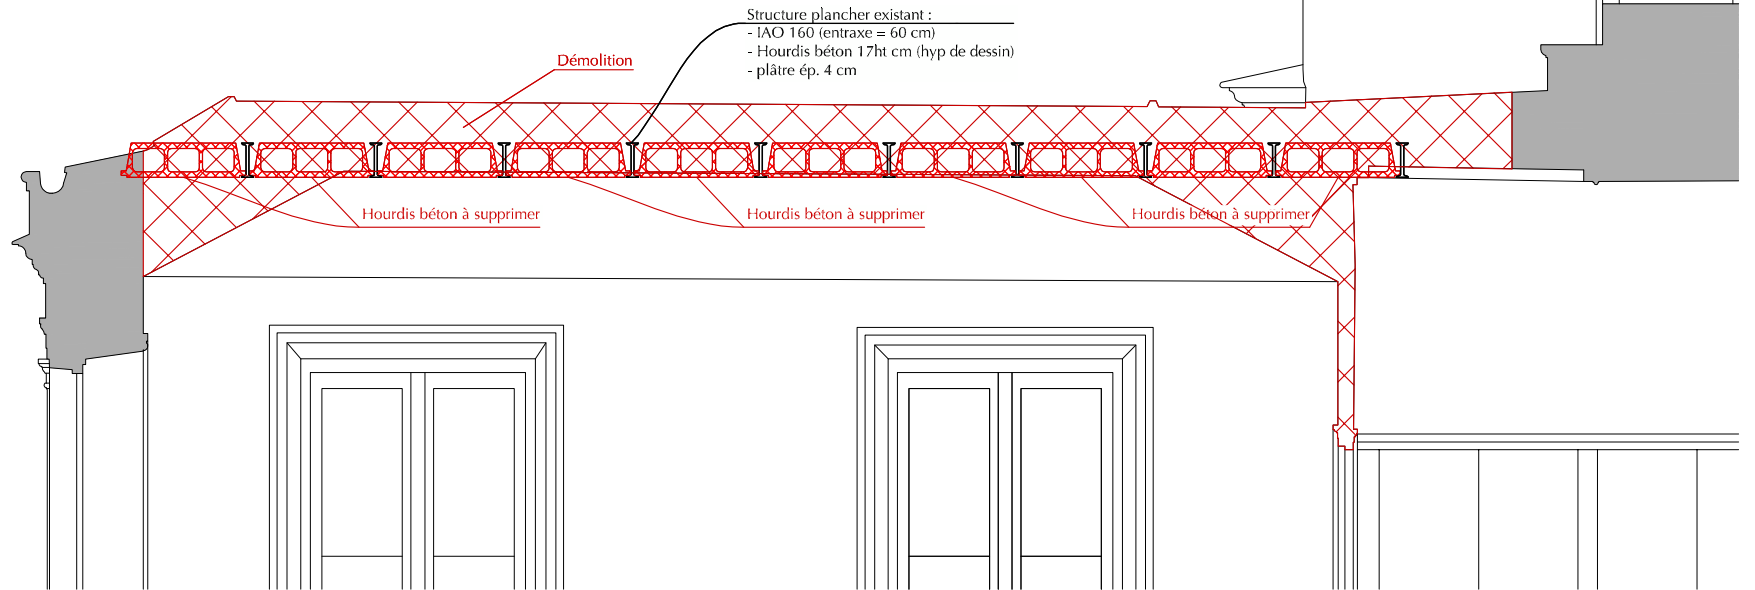 Structure plancher existant :
- IAO 160 (entraxe = 60 cm)
- Hourdis béton 17ht cm (hyp de dessin)
- plâtre ép. 4 cm
Démolition
Hourdis béton à supprimer
Hourdis béton à supprimer
Hourdis béton à supprimer